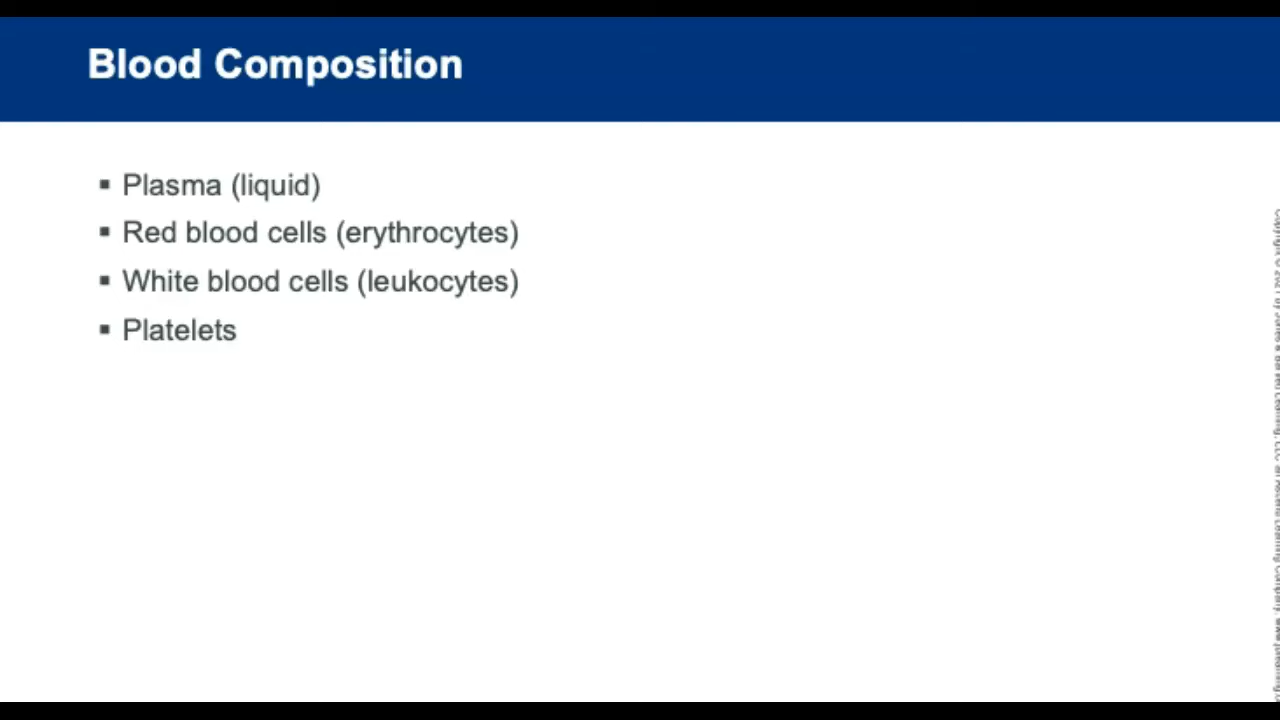 Blood Composition
▪ Plasma (liquid)
▪ Red blood cells (erythrocytes)
▪ White blood cells (leukocytes)
▪ Platelets